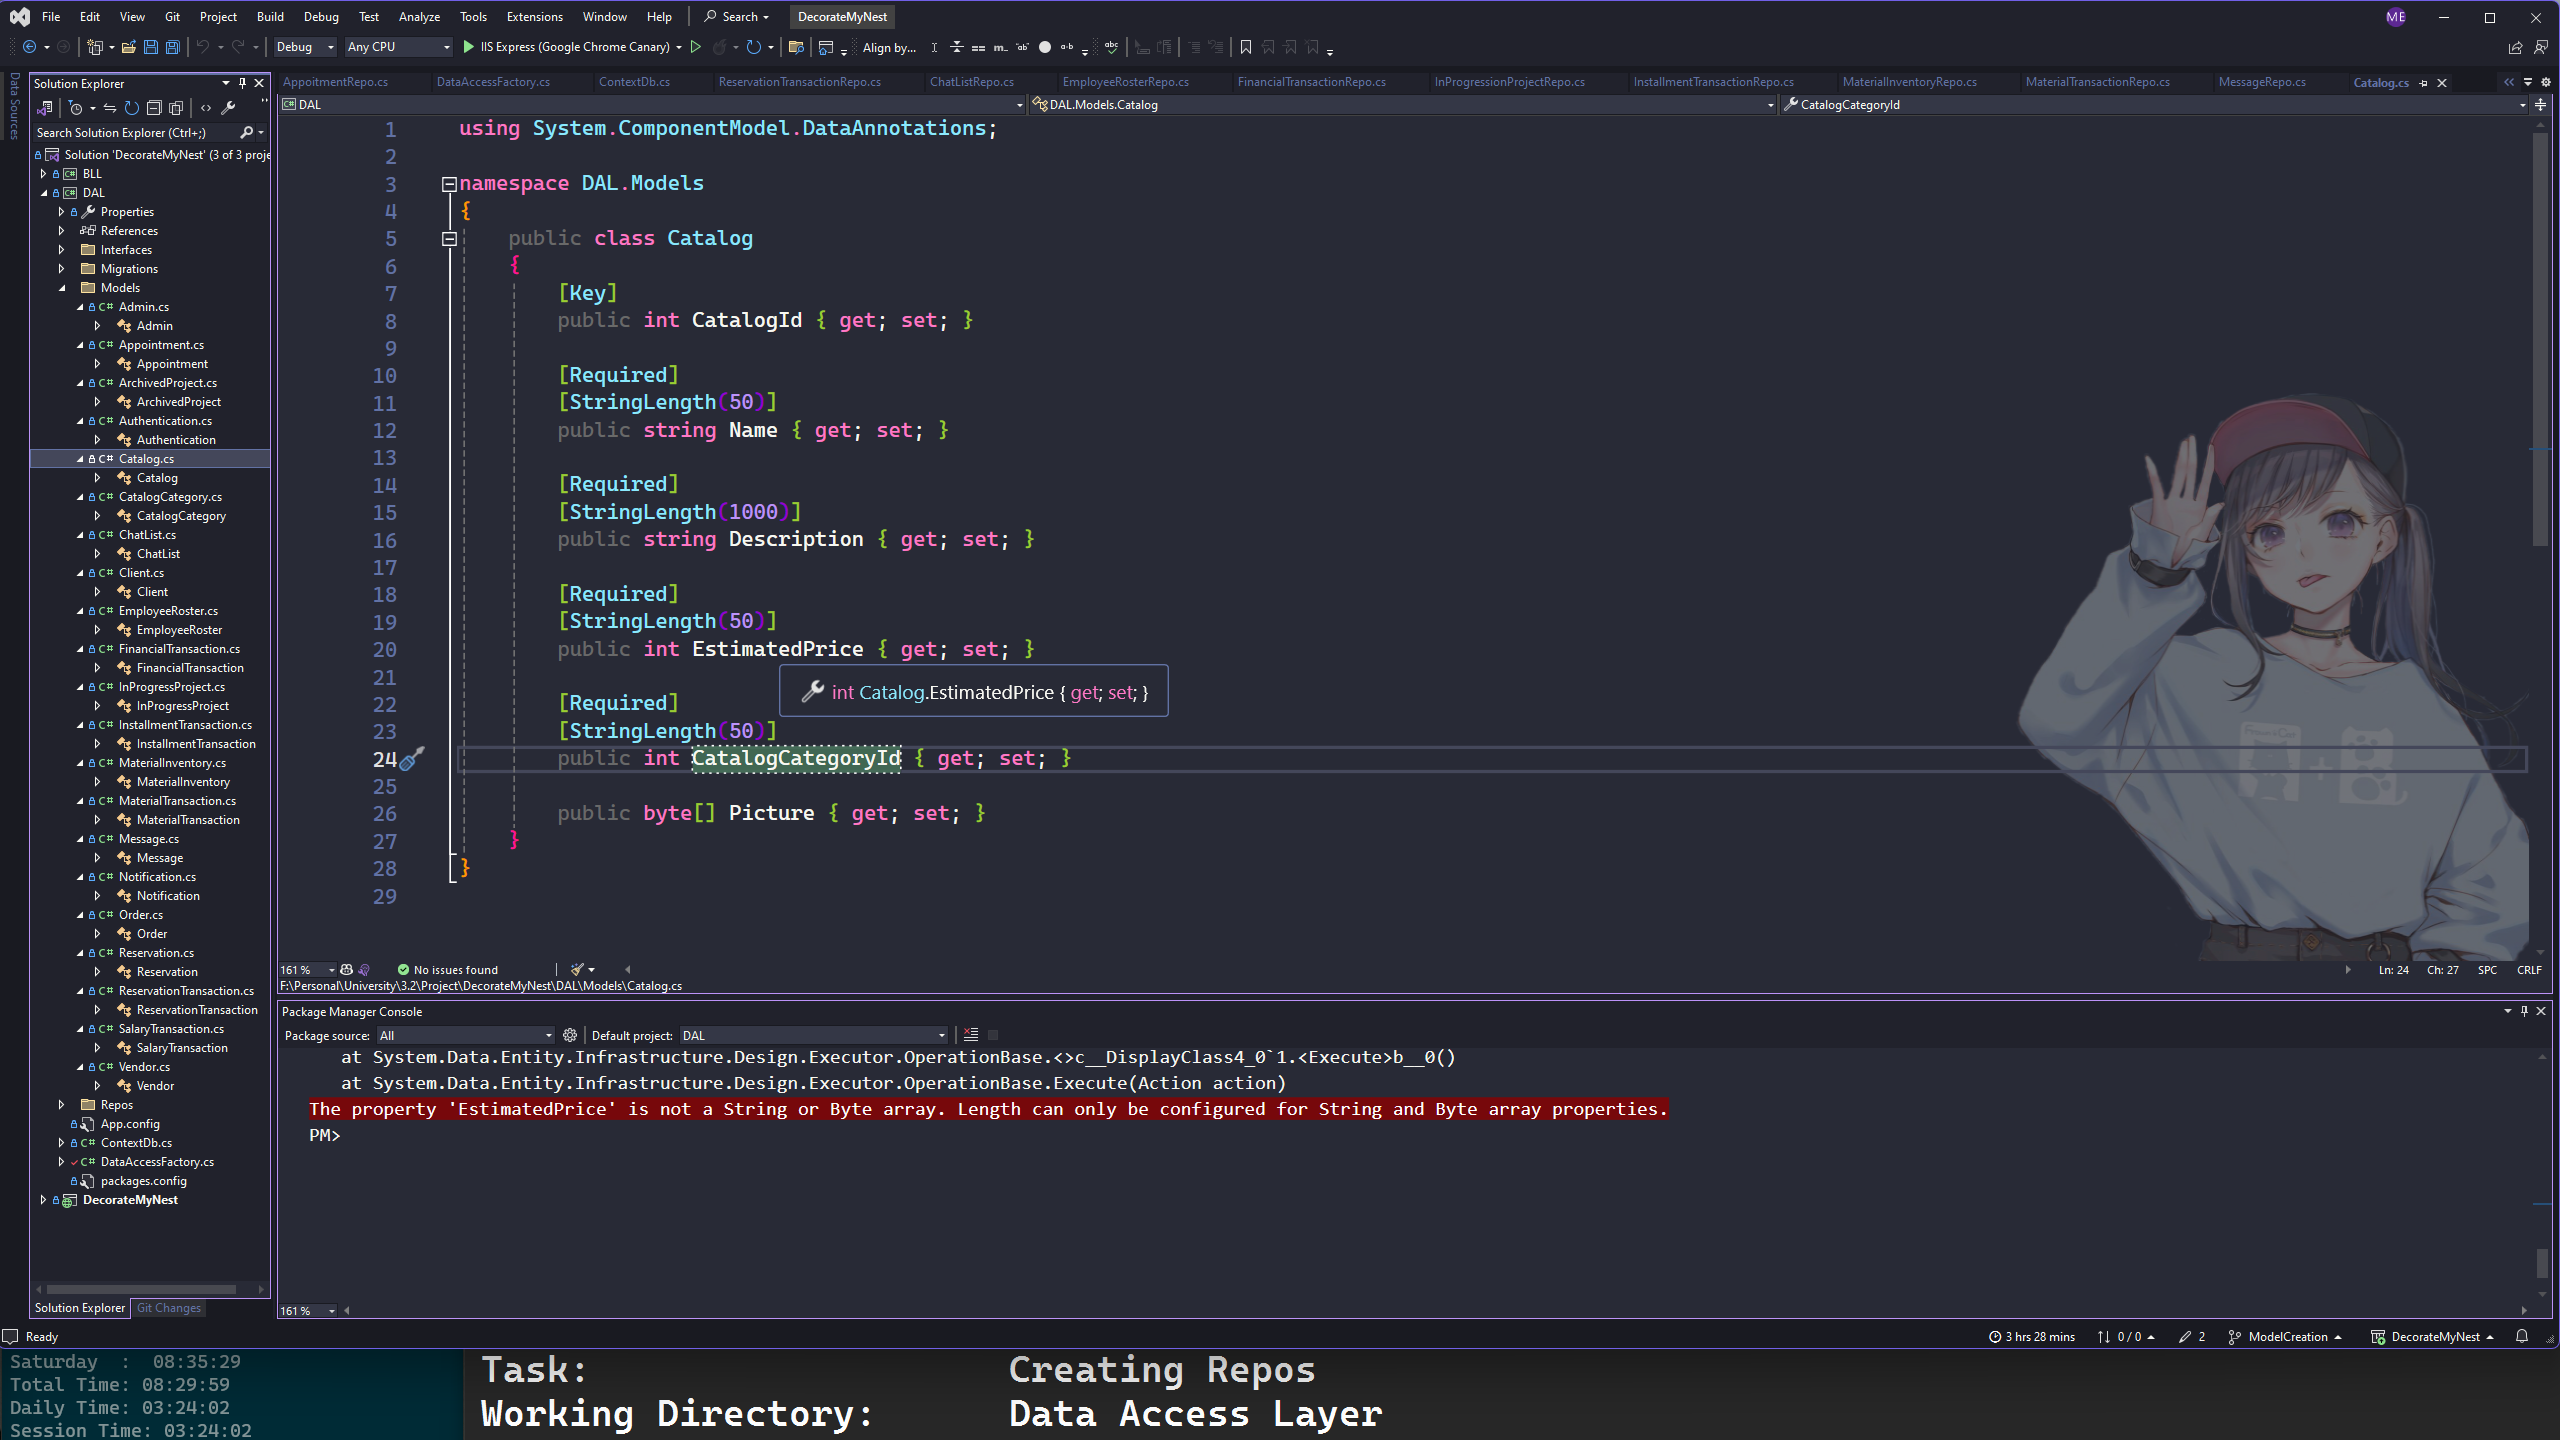 File Edit View Git Project Build Debug Test Analyze Tools Extensions Window Help Search DecorateMyNest ME
Debug Any CPU IIS Express (Google Chrome Canary) Align by...
Data Sources
Solution Explorer
Search Solution Explorer (Ctrl+;)
Solution 'DecorateMyNest' (3 of 3 proje
BLL
DAL
Properties
References
Interfaces
Migrations
Models
Admin.cs
Admin
Appointment.cs
Appointment
ArchivedProject.cs
ArchivedProject
Authentication.cs
Authentication
Catalog.cs
Catalog
CatalogCategory.cs
CatalogCategory
ChatList.cs
ChatList
Client.cs
Client
EmployeeRoster.cs
EmployeeRoster
FinancialTransaction.cs
FinancialTransaction
InProgressProject.cs
InProgressProject
InstallmentTransaction.cs
InstallmentTransaction
MaterialInventory.cs
MaterialInventory
MaterialTransaction.cs
MaterialTransaction
Message.cs
Message
Notification.cs
Notification
Order.cs
Order
Reservation.cs
Reservation
ReservationTransaction.cs
ReservationTransaction
SalaryTransaction.cs
SalaryTransaction
Vendor.cs
Vendor
Repos
App.config
ContextDb.cs
DataAccessFactory.cs
packages.config
DecorateMyNest
Solution Explorer Git Changes
AppoitmentRepo.cs DataAccessFactory.cs ContextDb.cs ReservationTransactionRepo.cs ChatListRepo.cs EmployeeRosterRepo.cs FinancialTransactionRepo.cs InProgressionProjectRepo.cs InstallmentTransactionRepo.cs MaterialInventoryRepo.cs MaterialTransactionRepo.cs MessageRepo.cs Catalog.cs
DAL DAL.Models.Catalog CatalogCategoryId
1 using System.ComponentModel.DataAnnotations;
2
3 namespace DAL.Models
4 {
5 public class Catalog
6 {
7 [Key]
8 public int CatalogId { get; set; }
9
10 [Required]
11 [StringLength(50)]
12 public string Name { get; set; }
13
14 [Required]
15 [StringLength(1000)]
16 public string Description { get; set; }
17
18 [Required]
19 [StringLength(50)]
20 public int EstimatedPrice { get; set; }
21
int Catalog.EstimatedPrice { get; set; }
22 [Required]
23 [StringLength(50)]
24 public int CatalogCategoryId { get; set; }
25
26 public byte[] Picture { get; set; }
27 }
28 }
29
161 % No issues found Ln: 24 Ch: 27 SPC CRLF
F:\Personal\University\3.2\Project\DecorateMyNest\DAL\Models\Catalog.cs
Package Manager Console
Package source: All Default project: DAL
at System.Data.Entity.Infrastructure.Design.Executor.OperationBase.<>c__DisplayClass4_0`1.<Execute>b__0()
at System.Data.Entity.Infrastructure.Design.Executor.OperationBase.Execute(Action action)
The property 'EstimatedPrice' is not a String or Byte array. Length can only be configured for String and Byte array properties.
PM>
161 %
Ready 3 hrs 28 mins 0 / 0 2 ModelCreation DecorateMyNest
Saturday : 08:35:29
Total Time: 08:29:59
Daily Time: 03:24:02
Session Time: 03:24:02
Task: Creating Repos
Working Directory: Data Access Layer